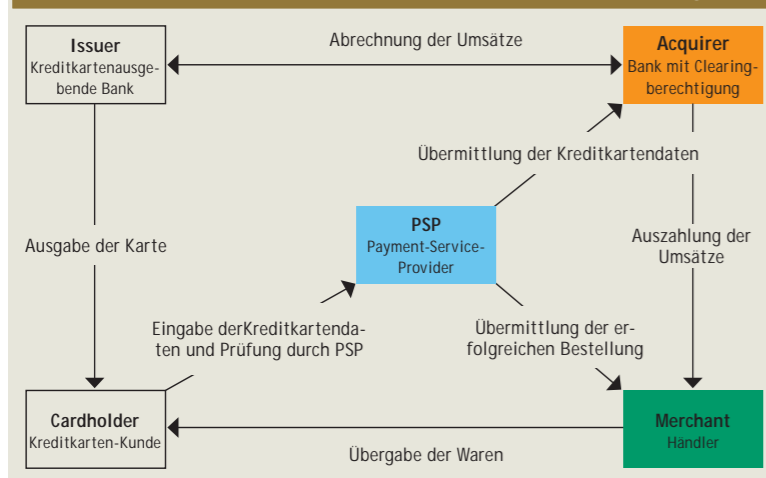 Issuer
Kreditkartenausge-
bende Bank
Abrechnung der Umsätze
Acquirer
Bank mit Clearing-
berechtigung
Übermittlung der Kreditkartendaten
PSP
Payment-Service-
Provider
Ausgabe der Karte
Auszahlung der
Umsätze
Eingabe derKreditkartenda-
ten und Prüfung durch PSP
Übermittlung der er-
folgreichen Bestellung
Cardholder
Kreditkarten-Kunde
Merchant
Händler
Übergabe der Waren